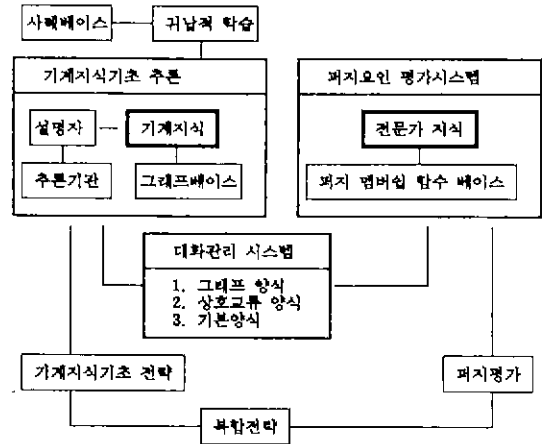 사례베이스
귀납적 학습
기계지식기초 추론
퍼지요인 평가시스템
설명자
기계지식
전문가 지식
추론기관
그래프베이스
퍼지 멤버쉽 함수 베이스
대화관리 시스템
1. 그래프 양식
2. 상호교류 양식
3. 기본양식
기계지식기초 전략
퍼지평가
복합전략